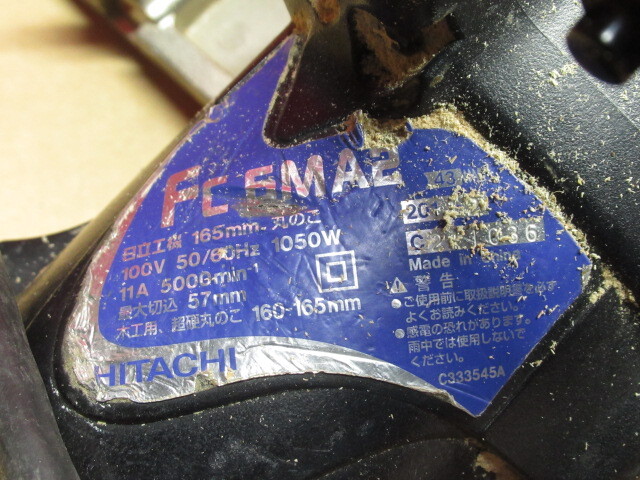 FC6MA2
日立工機 165mm 丸のこ
100V 50/60Hz 1050W
11A 5000min⁻¹
最大切込 57mm
木工用、超硬丸のこ 160-165mm
HITACHI
Made in China
警告
●ご使用前に取扱説明書を必ず
よくお読みください。
●感電の恐れがあります。
雨中では使用しないで
ください。
C333545A